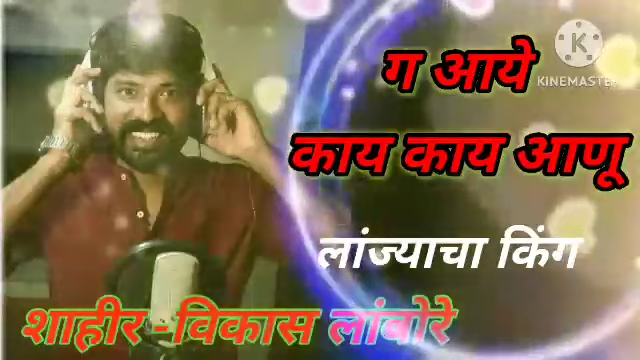 ग आये
KINEMASTER
काय काय आणू
लांज्याचा किंग
शाहीर - विकास लांबोरे